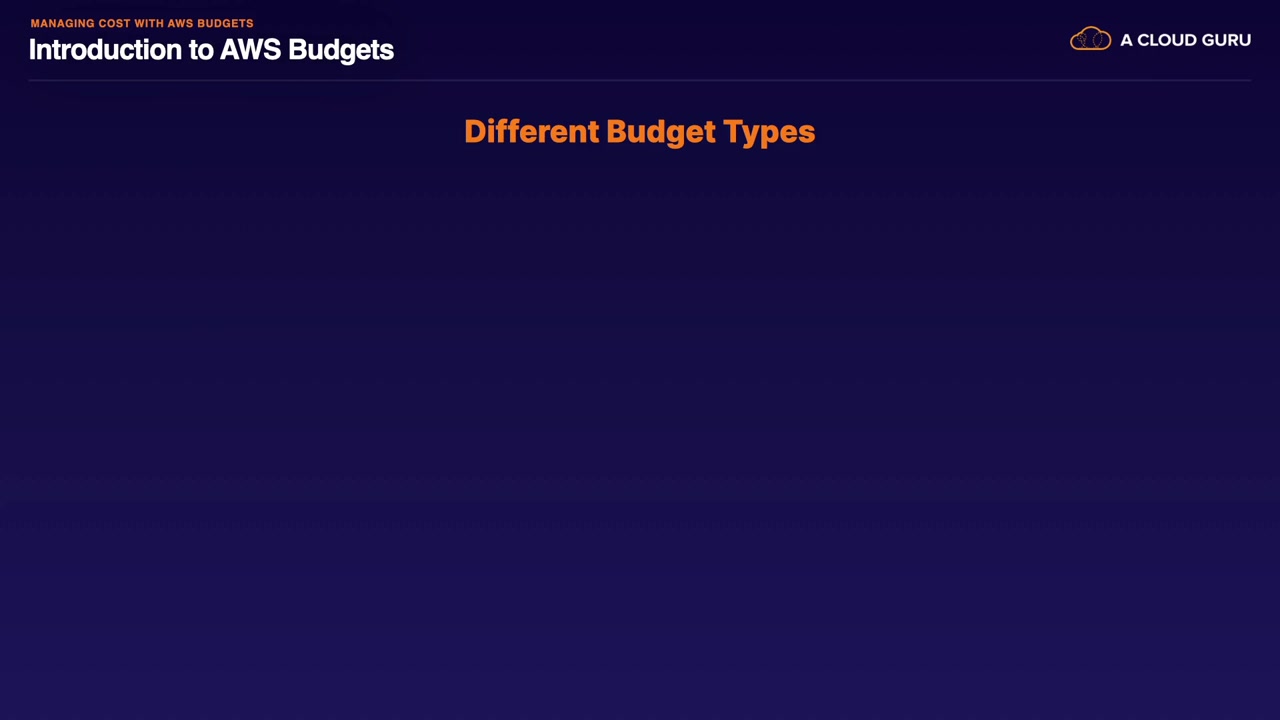 MANAGING COST WITH AWS BUDGETS
Introduction to AWS Budgets
A CLOUD GURU
Different Budget Types